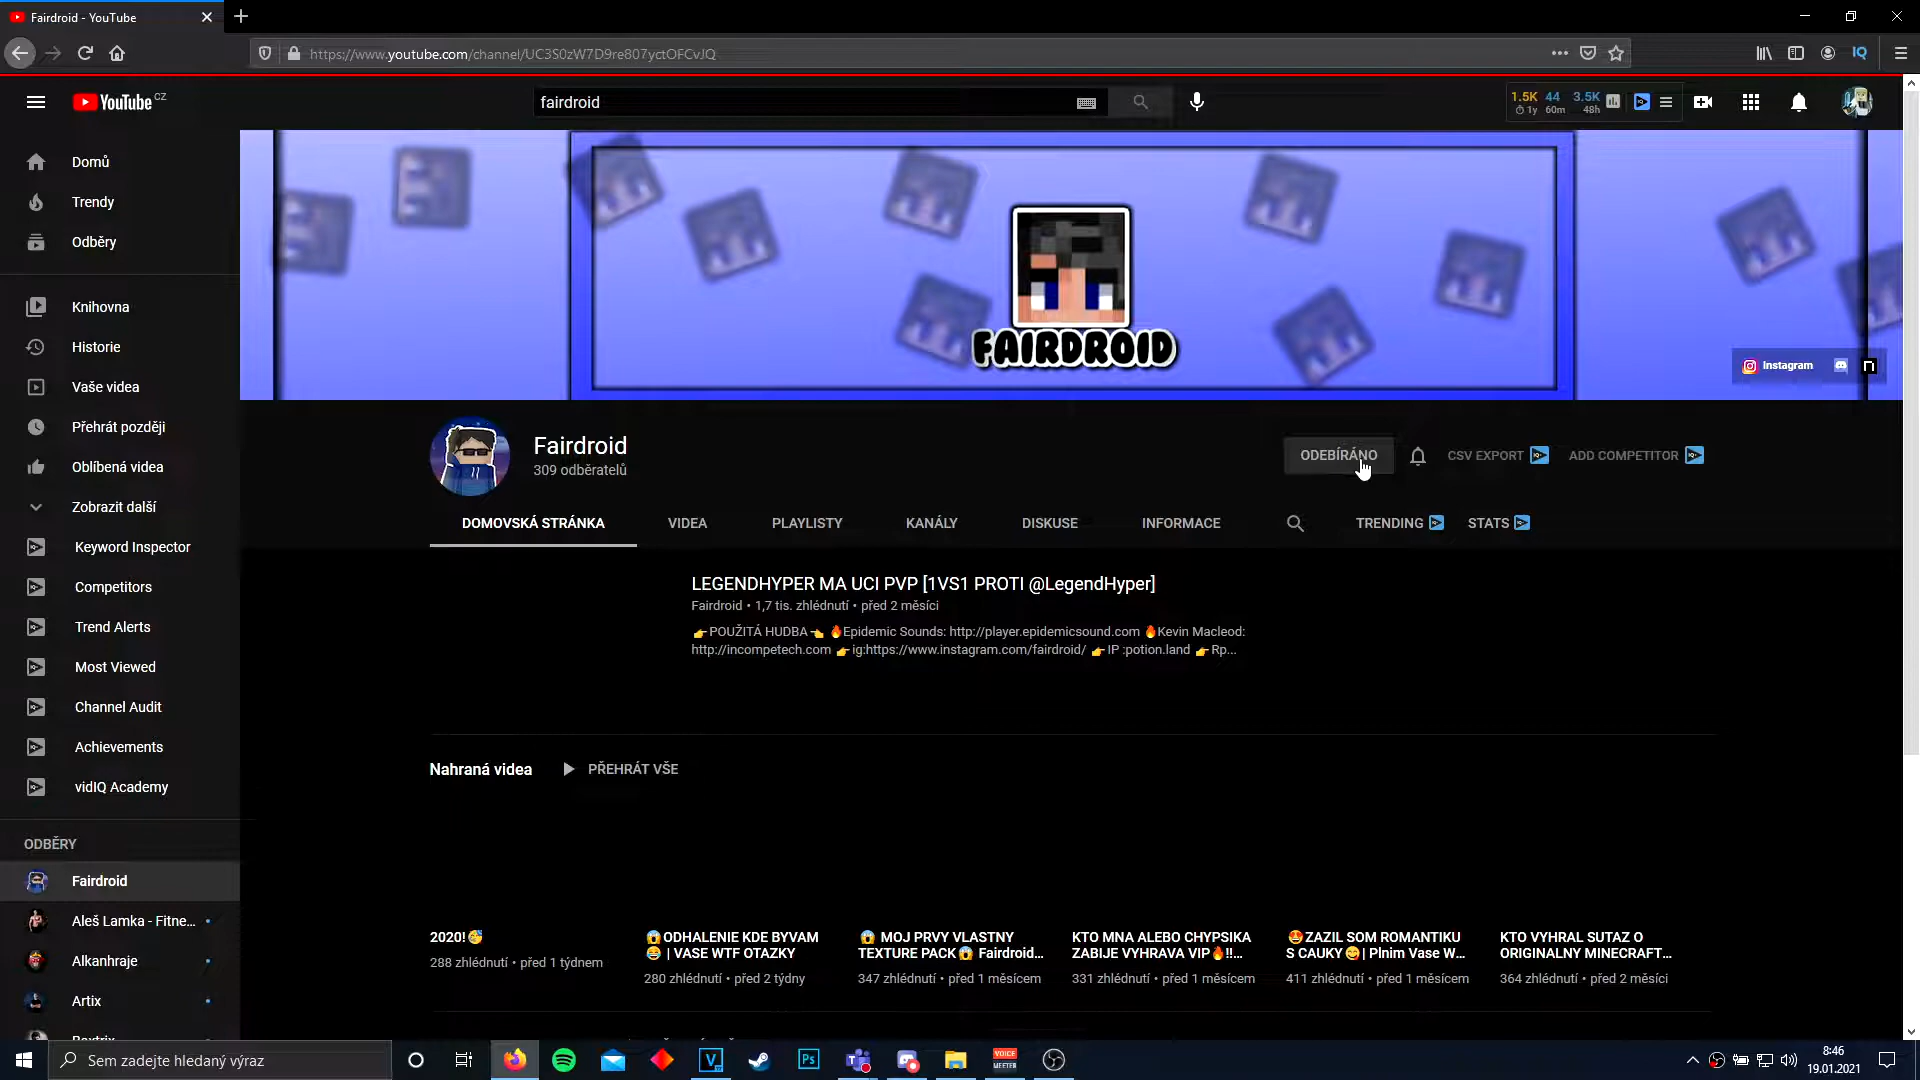 Fairdroid - YouTube
https://www.youtube.com/channel/UC3S0zW7D9re807yctOFCvJQ
YouTube CZ
fairdroid
1.5K 44 3.5K
1y 60m 48h
Domů
Trendy
Odběry
Knihovna
Historie
Vaše videa
Přehrát později
Oblíbená videa
Zobrazit další
Keyword Inspector
Competitors
Trend Alerts
Most Viewed
Channel Audit
Achievements
vidIQ Academy
ODBĚRY
Fairdroid
Aleš Lamka - Fitne...
Alkanhraje
Artix
FAIRDROID
Instagram
Fairdroid
309 odběratelů
ODEBÍRÁNO
CSV EXPORT
ADD COMPETITOR
DOMOVSKÁ STRÁNKA VIDEA PLAYLISTY KANÁLY DISKUSE INFORMACE TRENDING STATS
LEGENDHYPER MA UCI PVP [1VS1 PROTI @LegendHyper]
Fairdroid • 1,7 tis. zhlédnutí • před 2 měsíci
👉POUŽITÁ HUDBA👈 🔥Epidemic Sounds: http://player.epidemicsound.com 🔥Kevin Macleod:
http://incompetech.com 👉ig:https://www.instagram.com/fairdroid/ 👉IP :potion.land 👉Rp...
Nahraná videa PŘEHRÁT VŠE
2020!🥳
288 zhlédnutí • před 1 týdnem
😱ODHALENIE KDE BYVAM
😂 | VASE WTF OTAZKY
280 zhlédnutí • před 2 týdny
😱 MOJ PRVY VLASTNY
TEXTURE PACK😱 Fairdroid...
347 zhlédnutí • před 1 měsícem
KTO MNA ALEBO CHYPSIKA
ZABIJE VYHRAVA VIP🔥!!...
331 zhlédnutí • před 1 měsícem
🤩ZAZIL SOM ROMANTIKU
S CAUKY😋| Plnim Vase W...
411 zhlédnutí • před 1 měsícem
KTO VYHRAL SUTAZ O
ORIGINALNY MINECRAFT...
364 zhlédnutí • před 2 měsíci
Sem zadejte hledaný výraz
Ps
VOICE
MEETER
8:46
19.01.2021